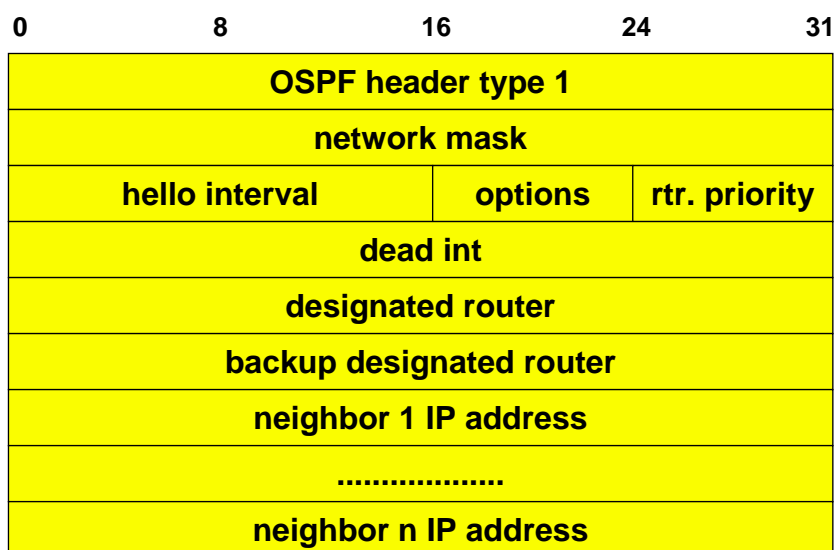 0 8 16 24 31
OSPF header type 1
network mask
hello interval options rtr. priority
dead int
designated router
backup designated router
neighbor 1 IP address
...................
neighbor n IP address